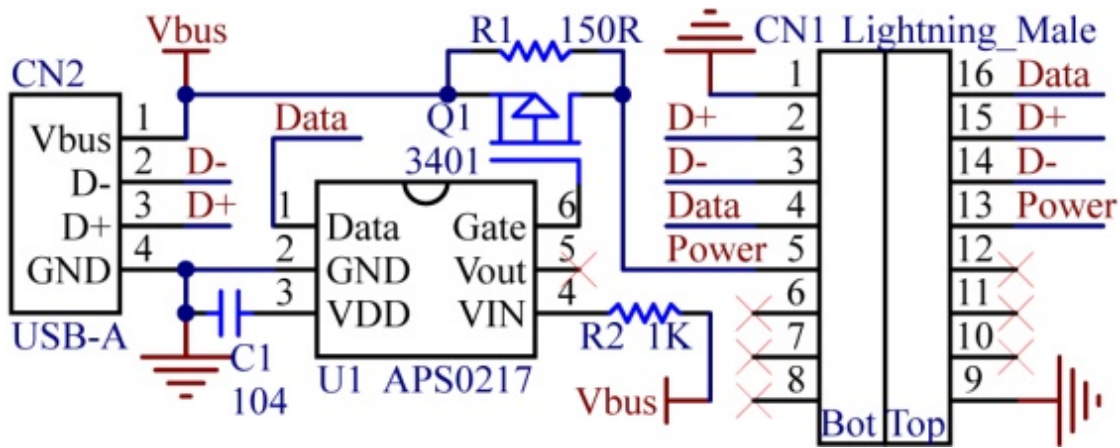 Vbus
CN2
1
Vbus
2
D-
D-
3
D+
D+
4
GND
USB-A
C1
104
Data
1
Data
2
GND
3
VDD
6
Gate
5
Vout
4
VIN
U1 APS0217
R1 150R
Q1
3401
R2 1K
Vbus
CN1 Lightning_Male
1
D+
2
D-
3
Data
4
Power
5
6
7
8
16
Data
15
D+
14
D-
13
Power
12
11
10
9
Bot Top